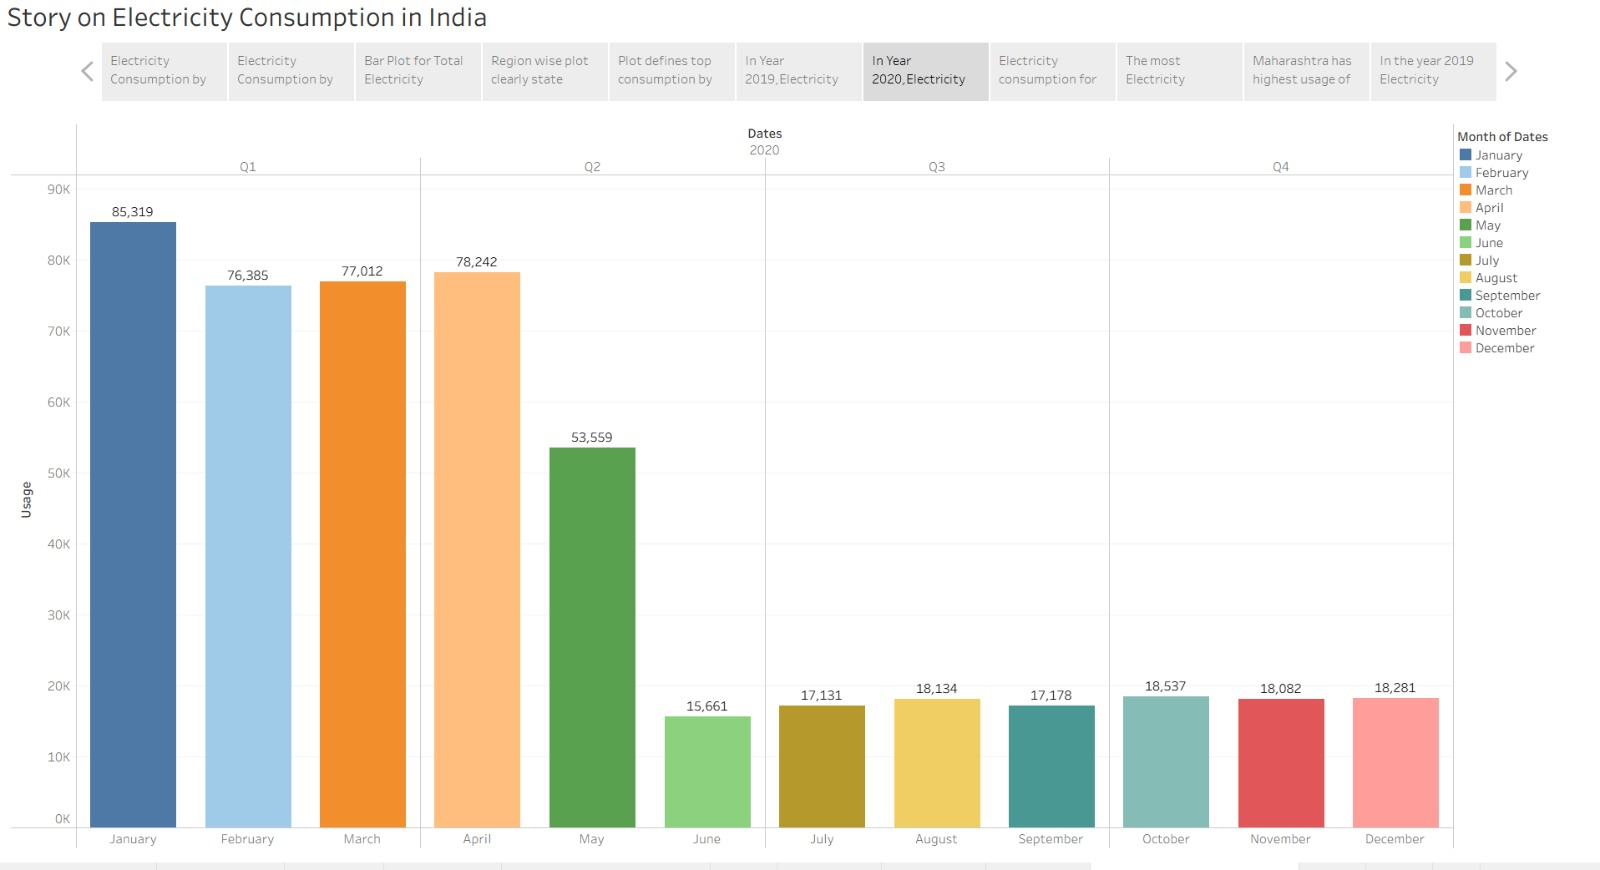 Story on Electricity Consumption in India
Electricity
Consumption by
Electricity
Consumption by
Bar Plot for Total
Electricity
Region wise plot
clearly state
Plot defines top
consumption by
In Year
2019,Electricity
In Year
2020,Electricity
Electricity
consumption for
The most
Electricity
Maharashtra has
highest usage of
In the year 2019
Electricity
Dates
2020
Q1
Q2
Q3
Q4
Usage
90K
80K
70K
60K
50K
40K
30K
20K
10K
0K
85,319
76,385
77,012
78,242
53,559
15,661
17,131
18,134
17,178
18,537
18,082
18,281
January
February
March
April
May
June
July
August
September
October
November
December
Month of Dates
January
February
March
April
May
June
July
August
September
October
November
December